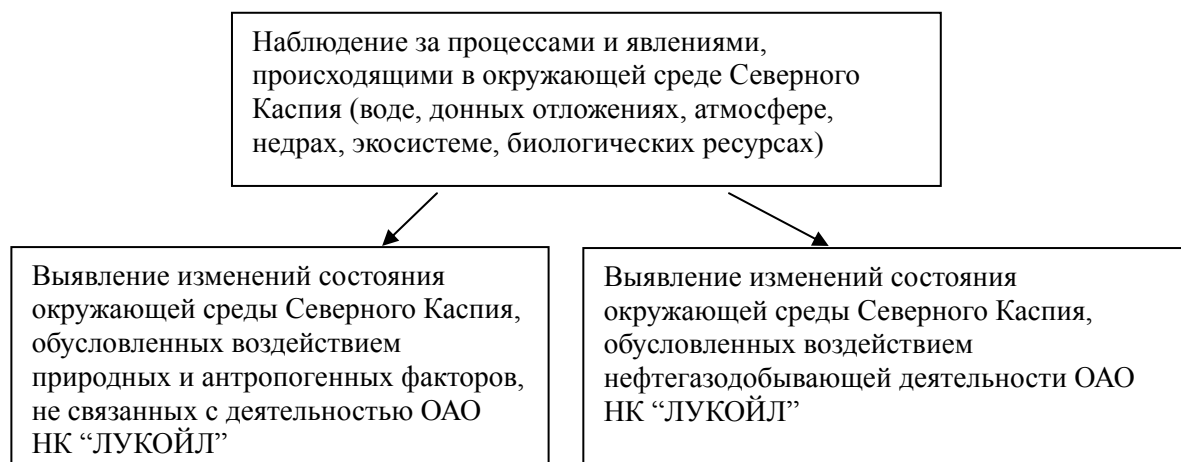 Наблюдение за процессами и явлениями,
происходящими в окружающей среде Северного
Каспия (воде, донных отложениях, атмосфере,
недрах, экосистеме, биологических ресурсах)
Выявление изменений состояния
окружающей среды Северного Каспия,
обусловленных воздействием
природных и антропогенных факторов,
не связанных с деятельностью ОАО
НК “ЛУКОЙЛ”
Выявление изменений состояния
окружающей среды Северного Каспия,
обусловленных воздействием
нефтегазодобывающей деятельности ОАО
НК “ЛУКОЙЛ”